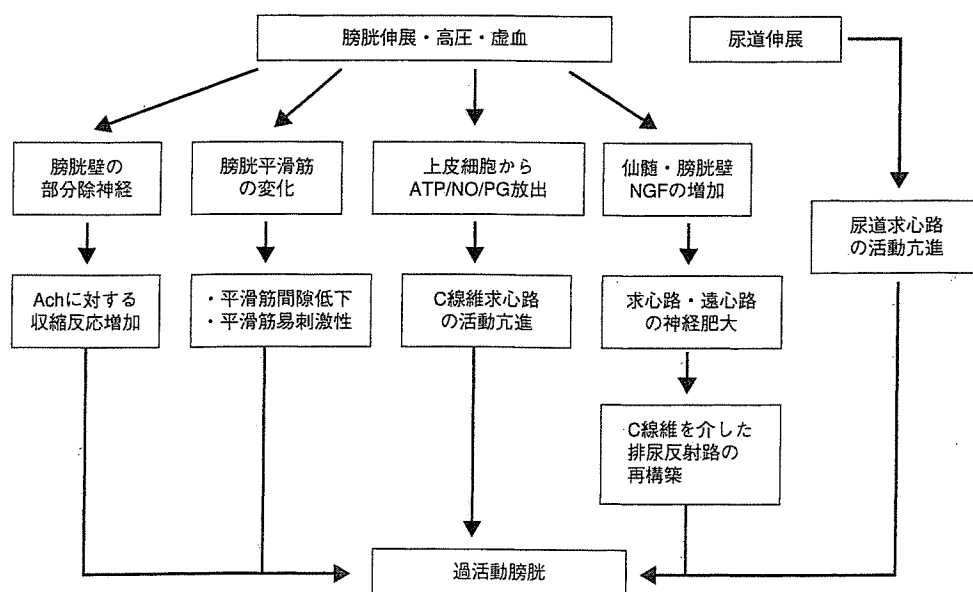 膀胱伸展・高圧・虚血
尿道伸展
膀胱壁の
部分除神経
膀胱平滑筋
の変化
上皮細胞から
ATP/NO/PG放出
仙髄・膀胱壁
NGFの増加
尿道求心路
の活動亢進
Achに対する
収縮反応増加
・平滑筋間隙低下
・平滑筋易刺激性
C線維求心路
の活動亢進
求心路・遠心路
の神経肥大
C線維を介した
排尿反射路の
再構築
過活動膀胱